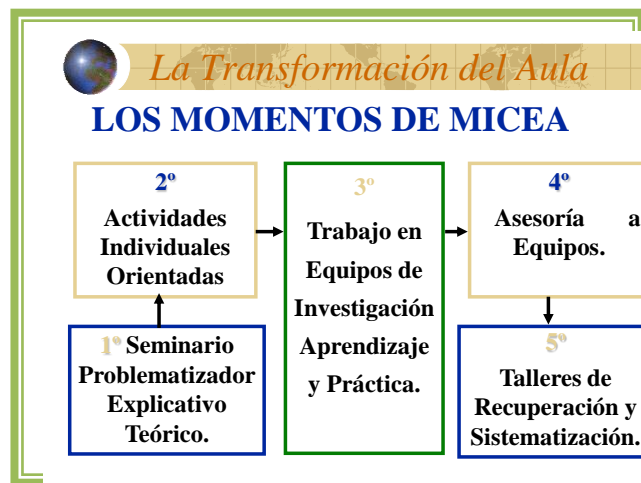 La Transformación del Aula
LOS MOMENTOS DE MICEA
1º Seminario
Problematizador
Explicativo
Teórico.
2º
Actividades
Individuales
Orientadas
3º
Trabajo en
Equipos de
Investigación
Aprendizaje
y Práctica.
4º
Asesoría a
Equipos.
5º
Talleres de
Recuperación y
Sistematización.